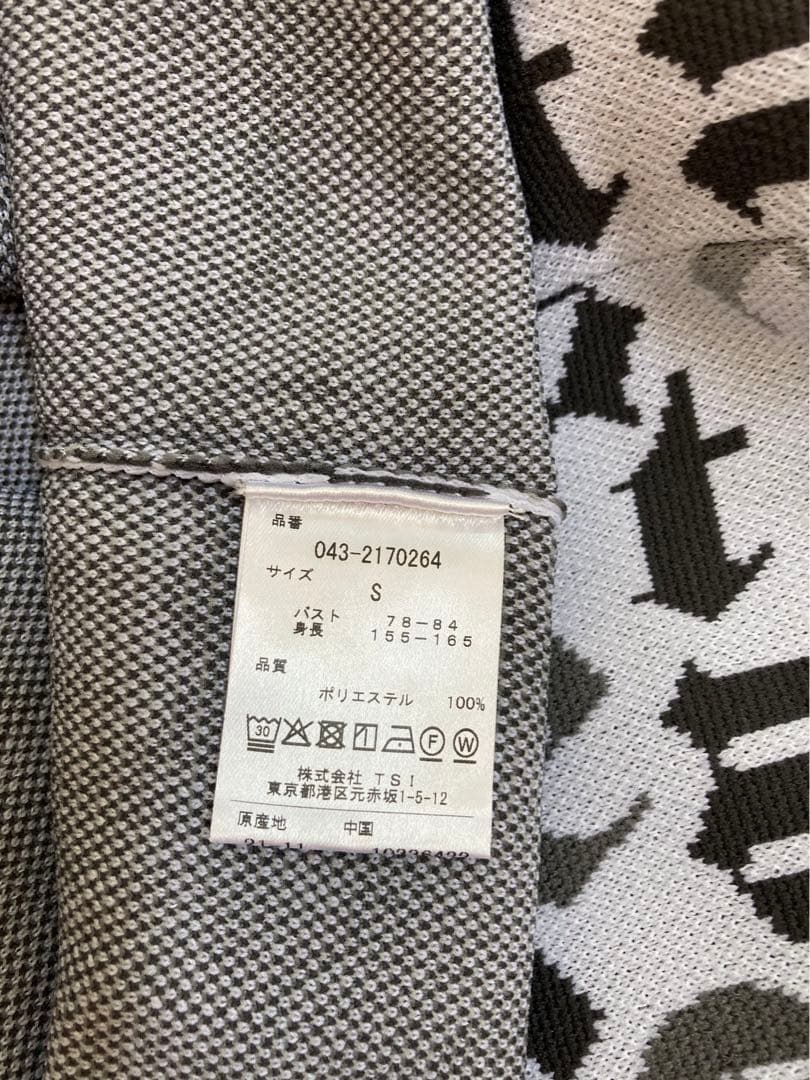 品番
043-2170264
サイズ
S
バスト 78-84
身長 155-165
品質
ポリエステル 100%
30
F W
株式会社 TSI
東京都港区元赤坂1-5-12
原産地 中国